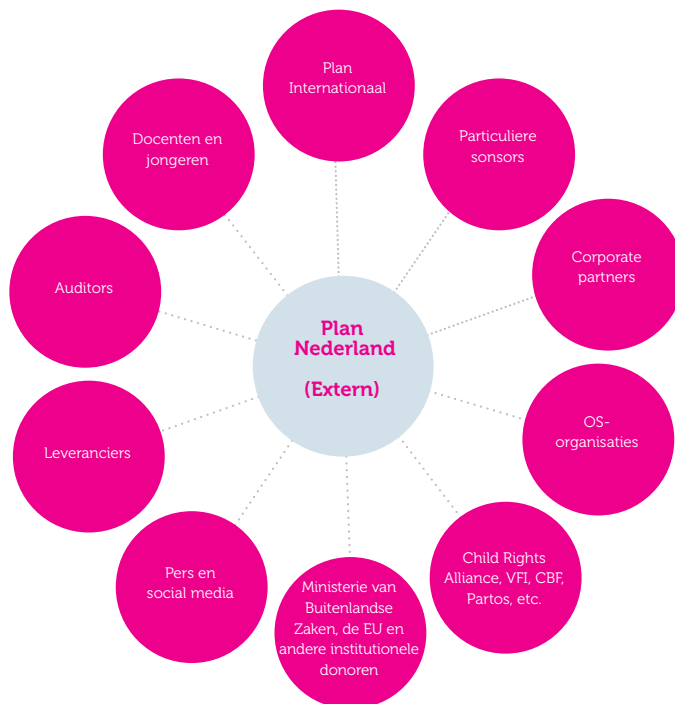 Plan
Internationaal
Particuliere
sonsors
Corporate
partners
OS-
organisaties
Child Rights
Alliance, VFI, CBF,
Partos, etc.
Ministerie van
Buitenlandse
Zaken, de EU en
andere institutionele
donoren
Pers en
social media
Leveranciers
Auditors
Docenten en
jongeren
Plan
Nederland
(Extern)